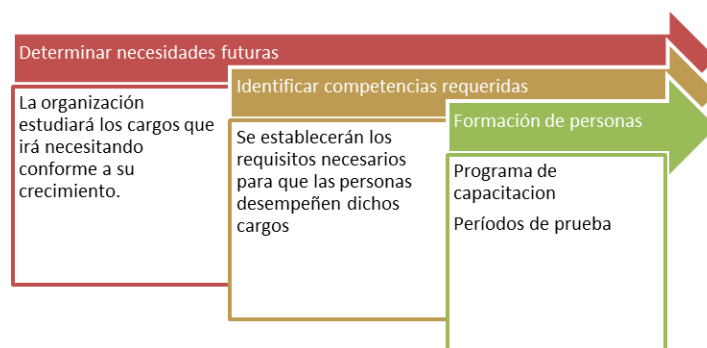 Determinar necesidades futuras
La organización
estudiará los cargos que
irá necesitando
conforme a su
crecimiento.
Identificar competencias requeridas
Se establecerán los
requisitos necesarios
para que las personas
desempeñen dichos
cargos
Formación de personas
Programa de
capacitacion
Períodos de prueba